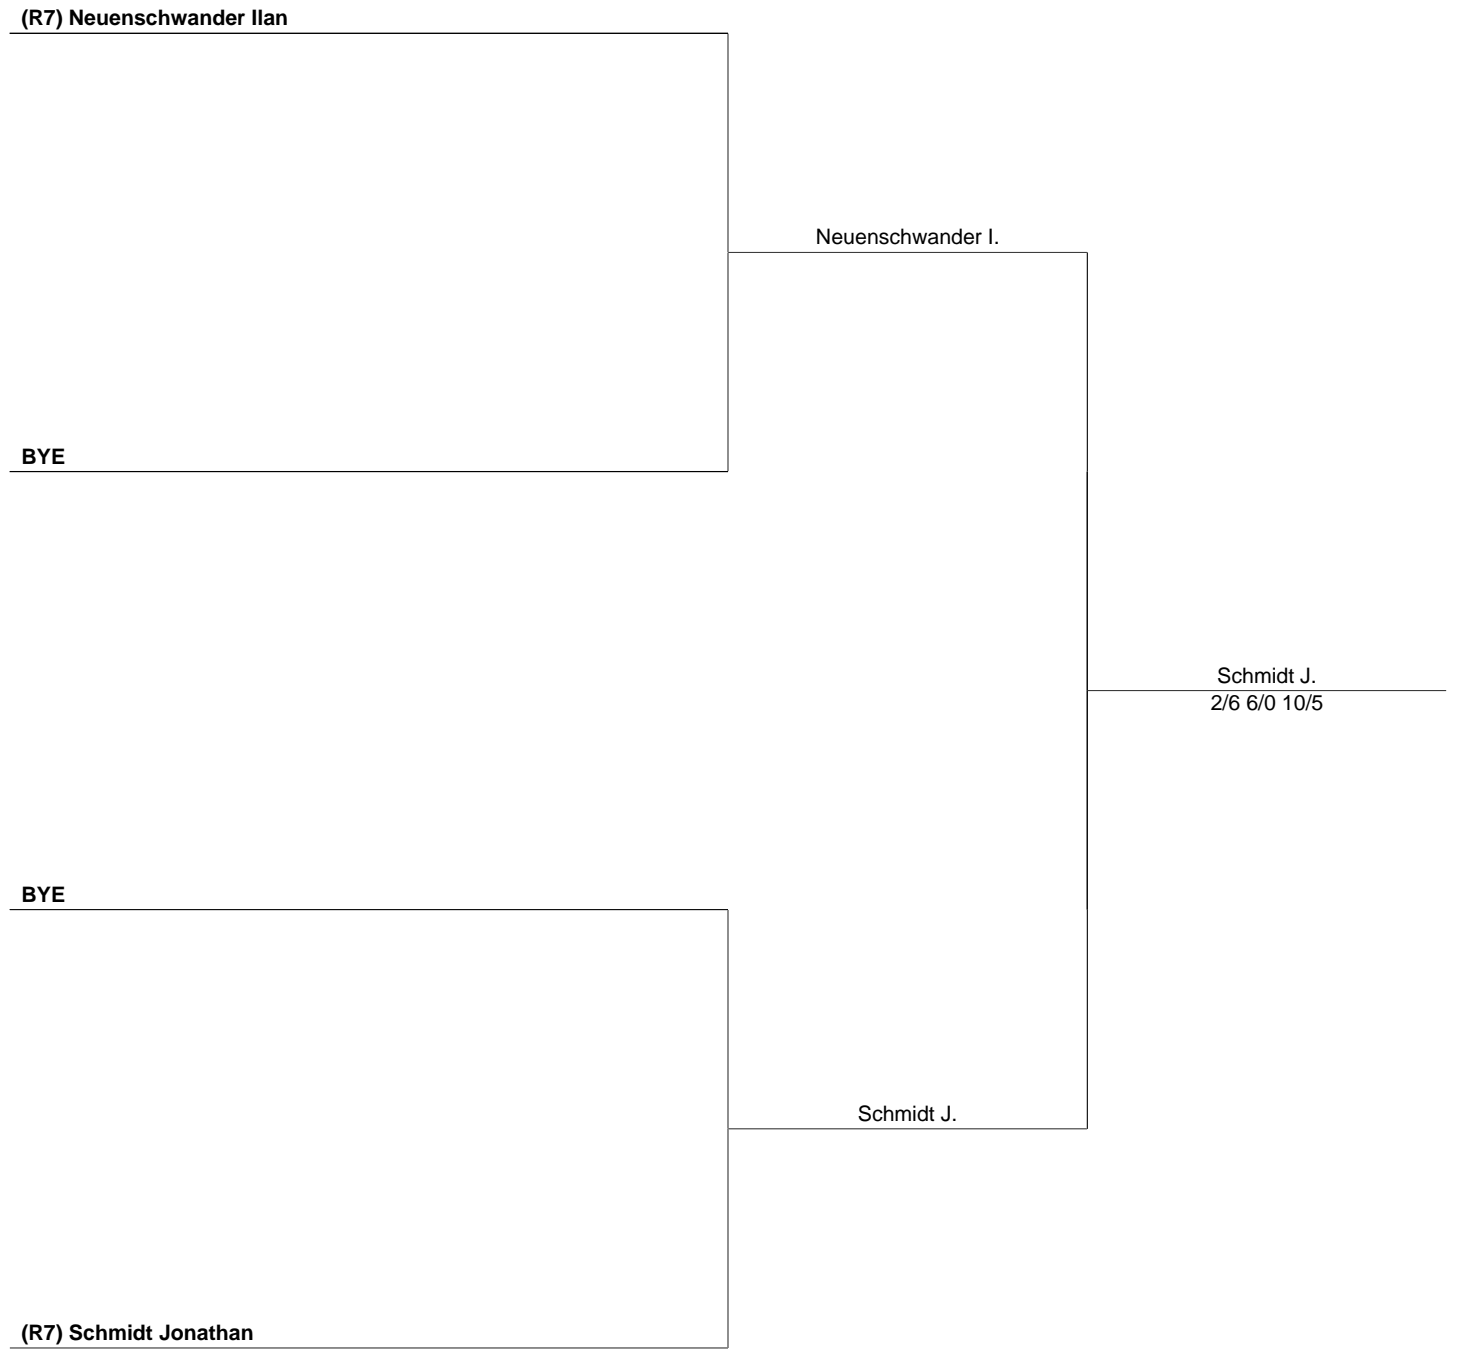 (R7) Neuenschwander Ilan
Neuenschwander I.
BYE
Schmidt J.
2/6 6/0 10/5
BYE
Schmidt J.
(R7) Schmidt Jonathan